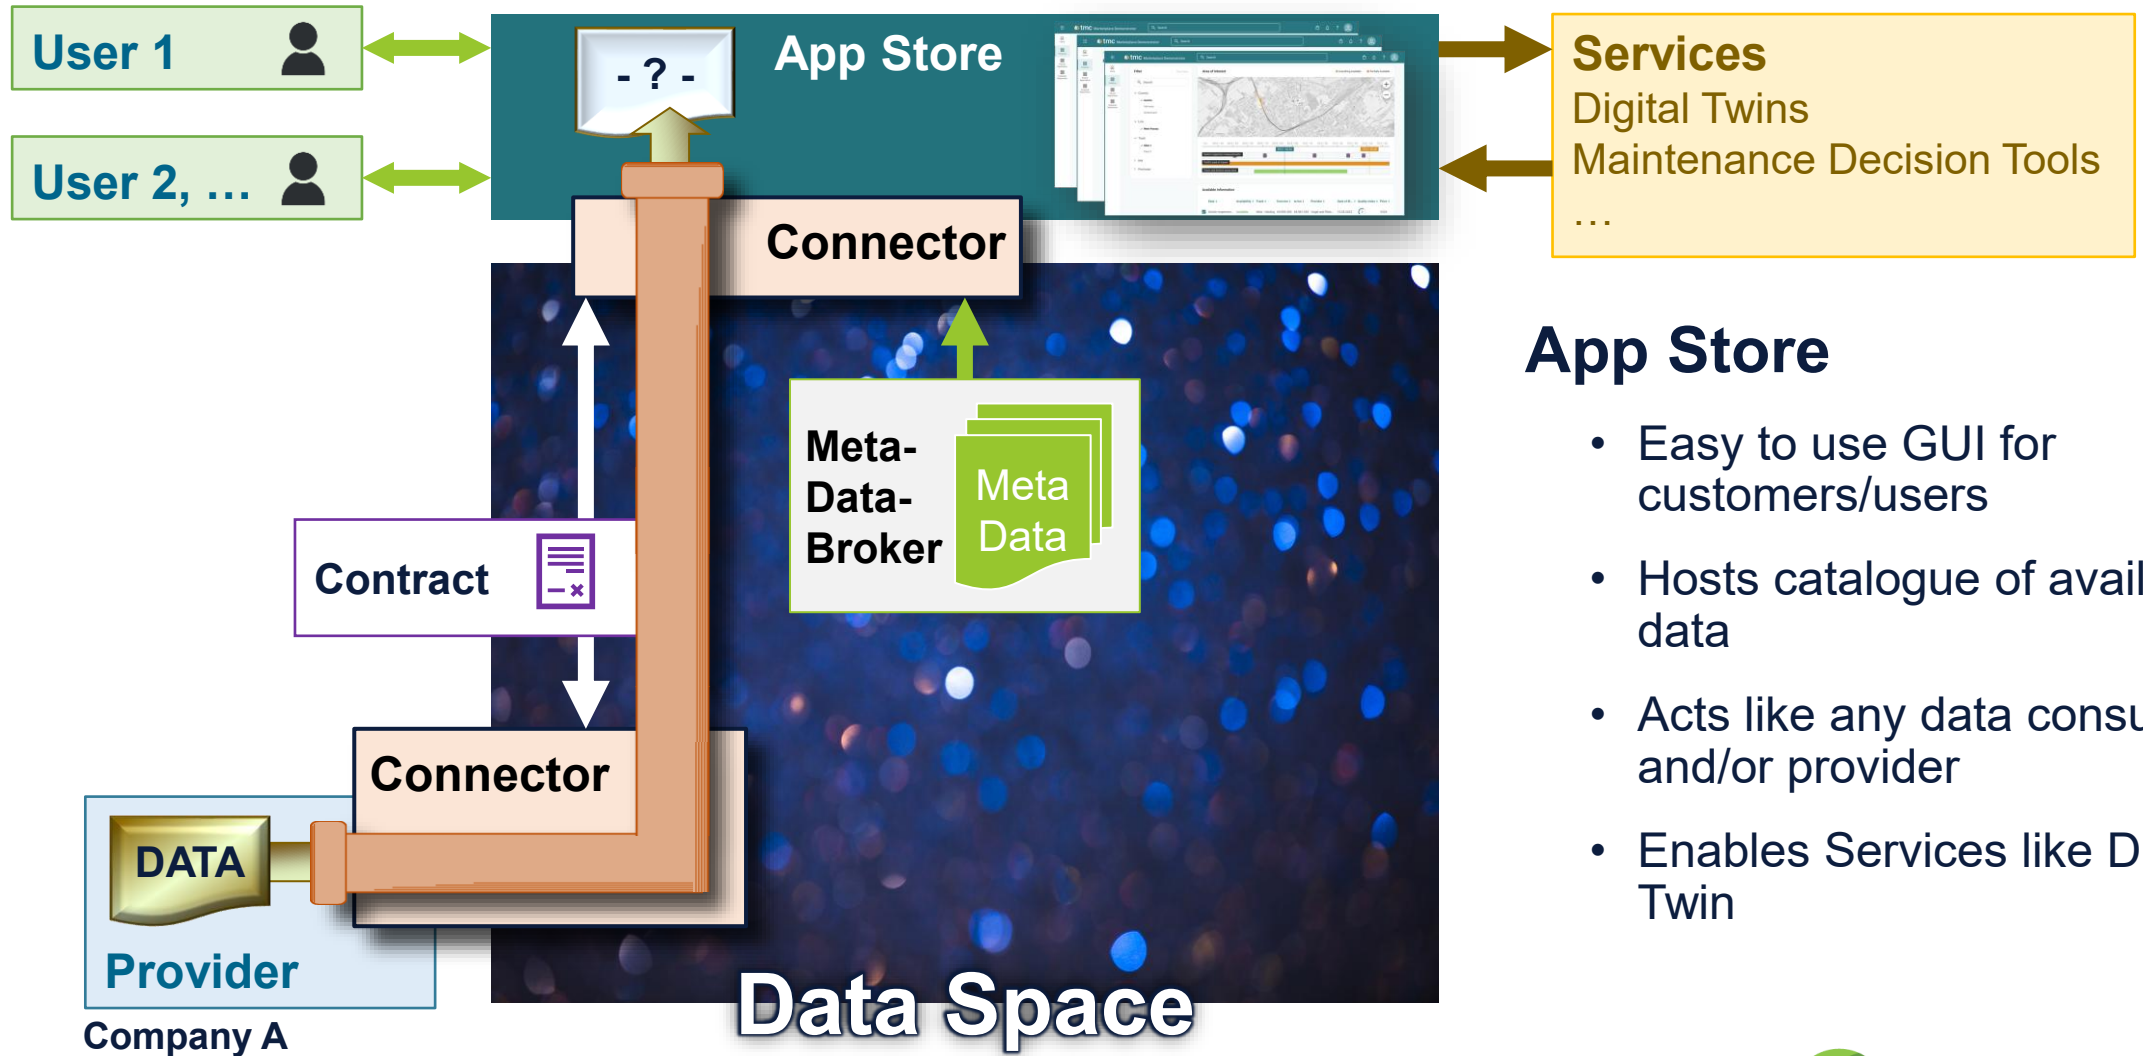 User 1
User 2, …
- ? -
App Store
tmc
Search
Services
Digital Twins
Maintenance Decision Tools
…
Connector
Meta-
Data-
Broker
Meta
Data
Contract
Connector
DATA
Provider
Company A
Data Space
App Store
• Easy to use GUI for
customers/users
• Hosts catalogue of avail
data
• Acts like any data consu
and/or provider
• Enables Services like D
Twin